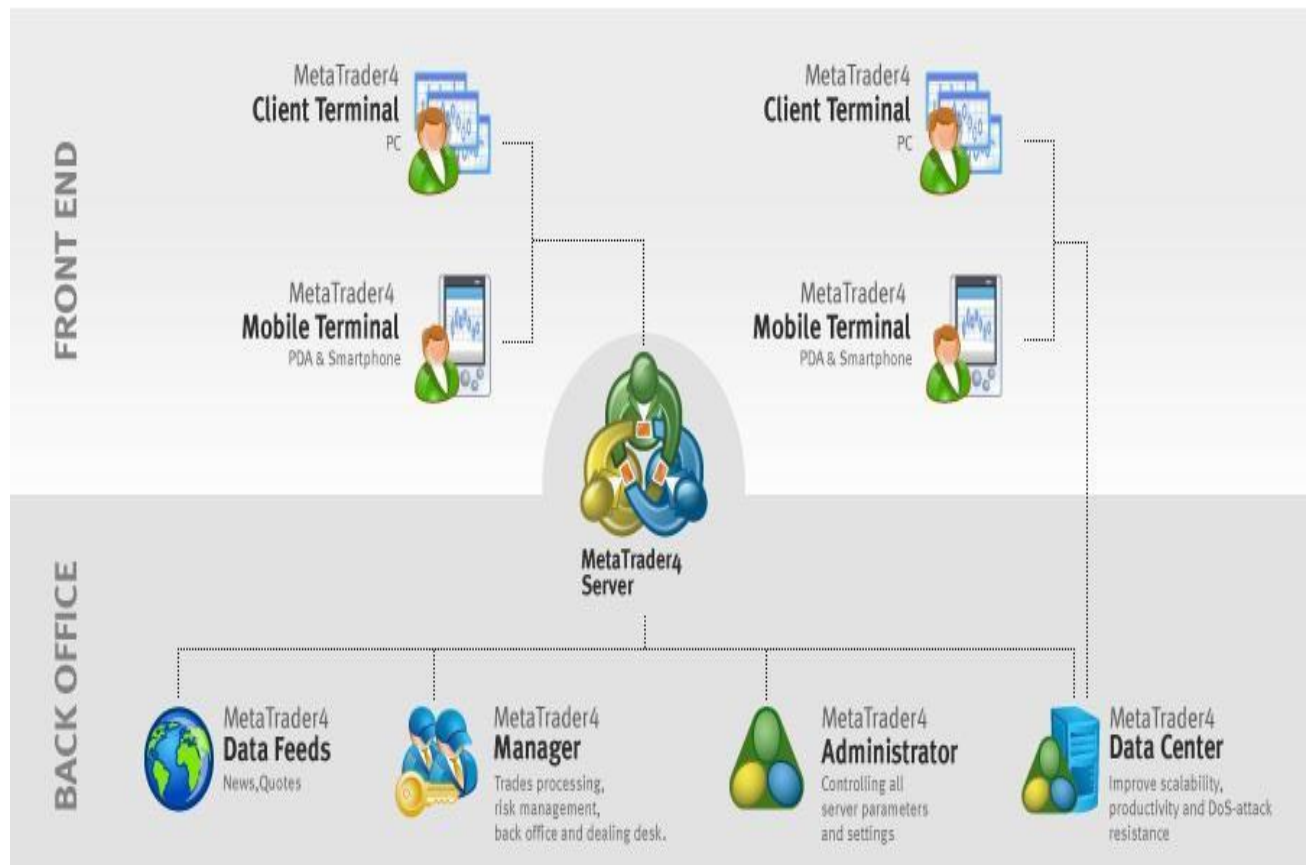 FRONT END
MetaTrader4
Client Terminal
PC
MetaTrader4
Mobile Terminal
PDA & Smartphone
MetaTrader4
Client Terminal
PC
MetaTrader4
Mobile Terminal
PDA & Smartphone
MetaTrader4
Server
BACK OFFICE
MetaTrader4
Data Feeds
News,Quotes
MetaTrader4
Manager
Trades processing,
risk management,
back office and dealing desk.
MetaTrader4
Administrator
Controlling all
server parameters
and settings
MetaTrader4
Data Center
Improve scalability,
productivity and DoS-attack
resistance